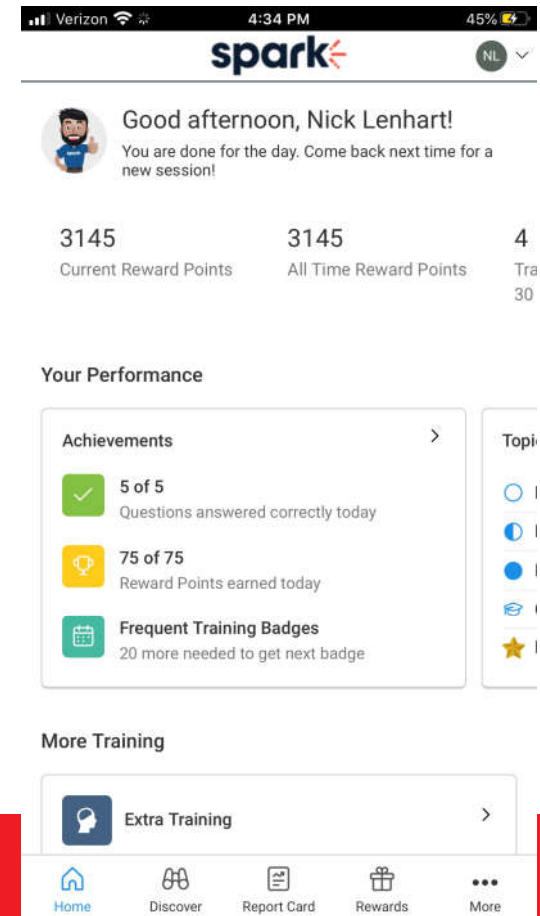 Verizon 4:34 PM 45%
spark
NL
Good afternoon, Nick Lenhart!
You are done for the day. Come back next time for a
new session!
3145 3145 4
Current Reward Points All Time Reward Points
30
Your Performance
Achievements
5 of 5
Questions answered correctly today
75 of 75
Reward Points earned today
Frequent Training Badges
20 more needed to get next badge
More Training
Extra Training
Home Discover Report Card Rewards More